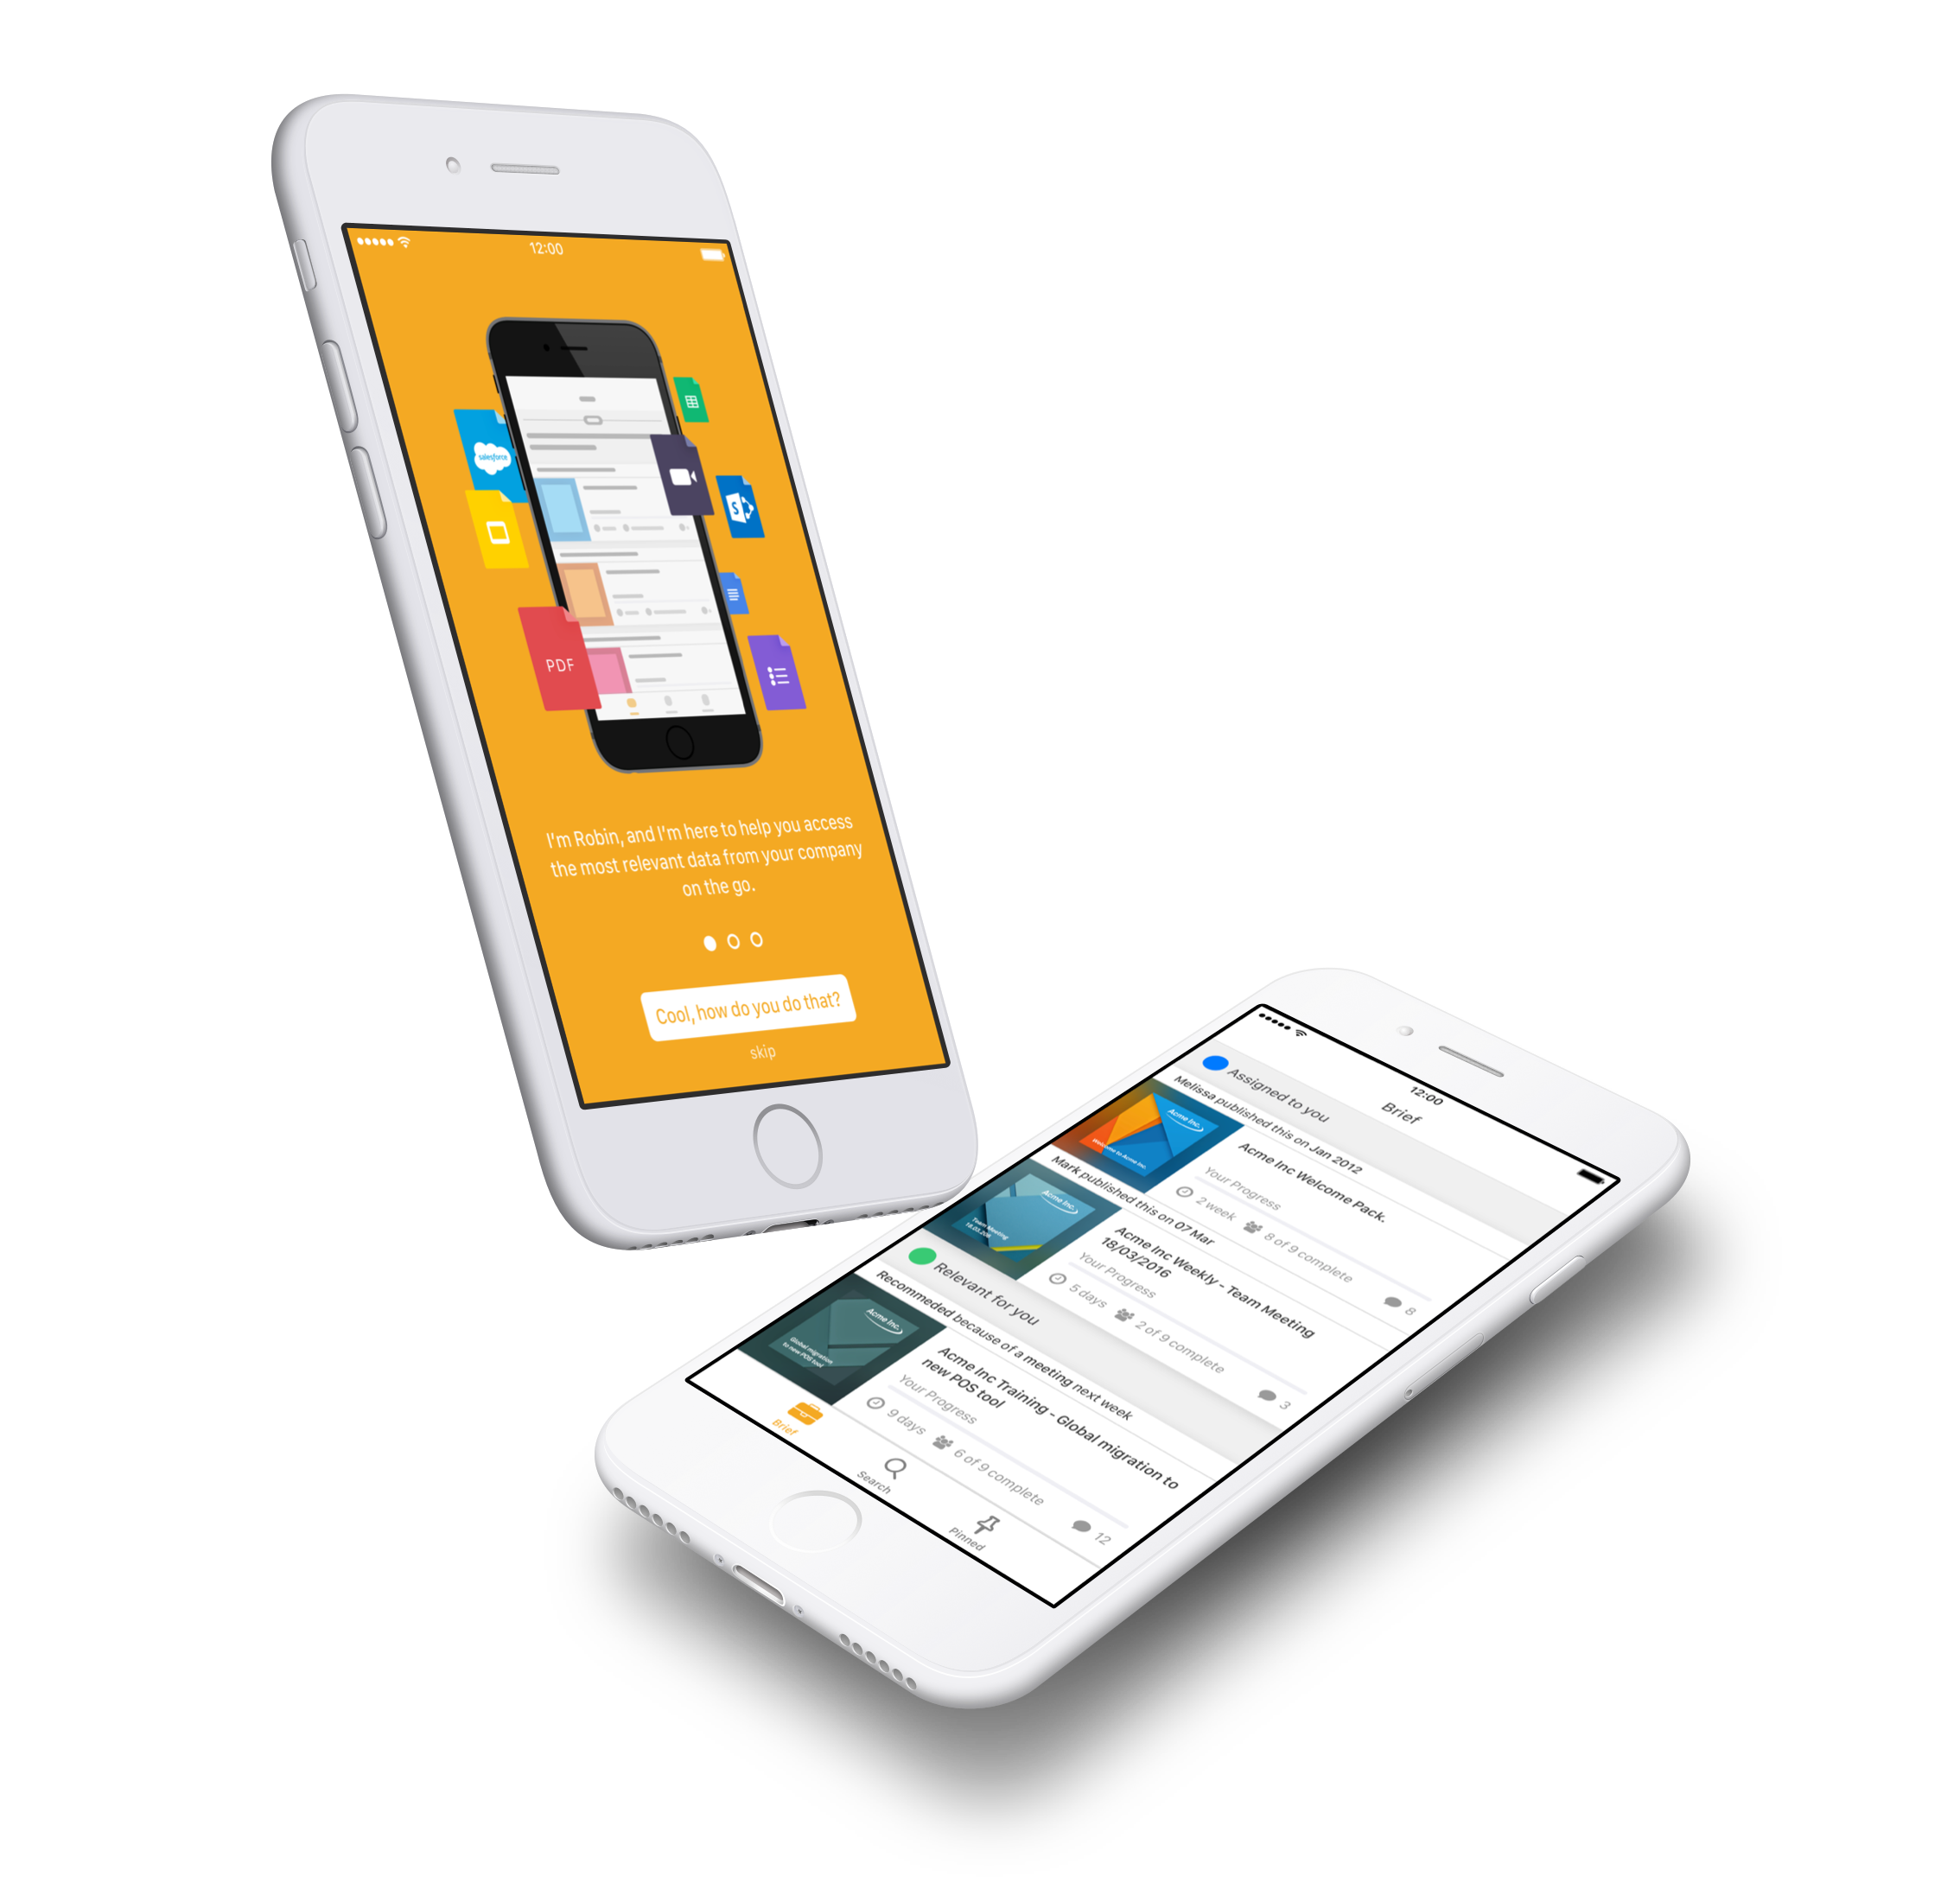 12:00
salesforce
S
PDF
I'm Robin, and I'm here to help you access
the most relevant data from your company
on the go.
Cool, how do you do that?
skip
12:00
Brief
Assigned to you
Melissa published this on Jan 2012
Acme Inc.
Welcome to Acme Inc.
Acme Inc Welcome Pack.
Your Progress
2 week
8 of 9 complete
8
Mark published this on 07 Mar
Acme Inc.
Team Meeting
Acme Inc Weekly - Team Meeting
18/03/2016
Your Progress
5 days
2 of 9 complete
3
Relevant for you
Recommeded because of a meeting next week
Acme Inc.
Global migration
to new POS tool
Acme Inc Training - Global migration to
new POS tool
Your Progress
9 days
6 of 9 complete
12
Brief
Search
Pinned